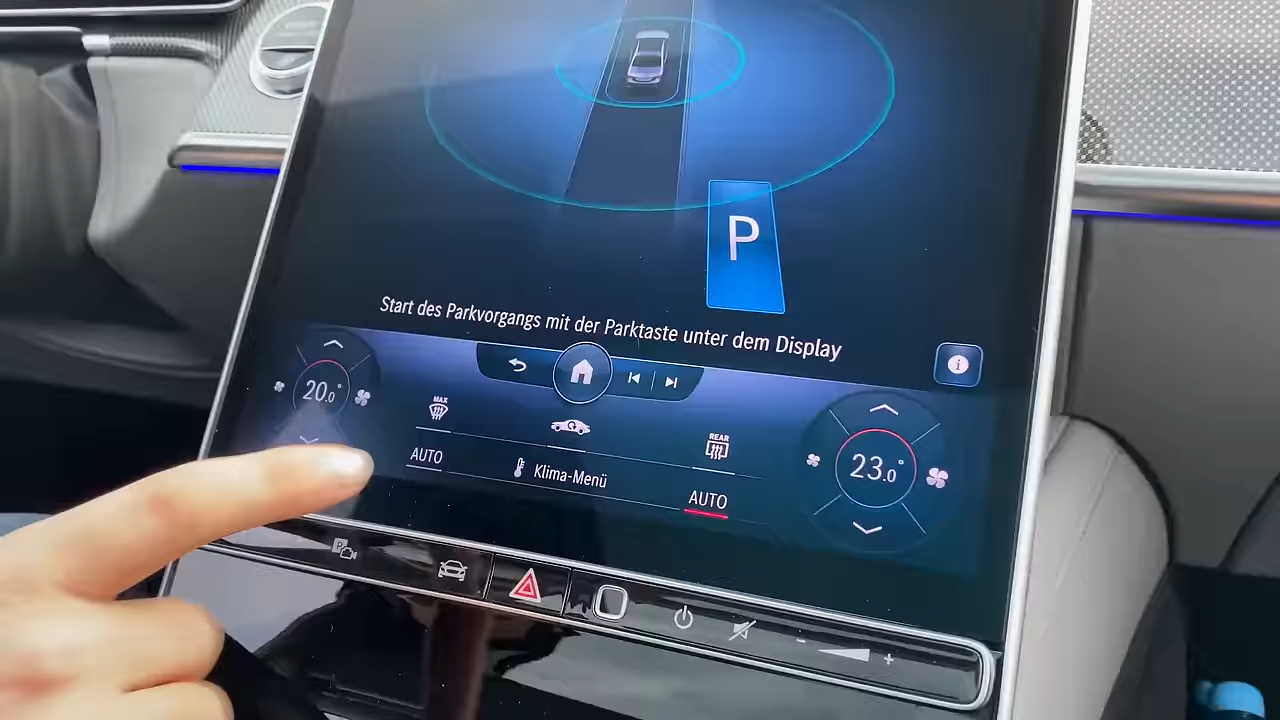 P
Start des Parkvorgangs mit der Parktaste unter dem Display
20.0°
MAX
REAR
23.0°
AUTO
Klima-Menü
AUTO
P